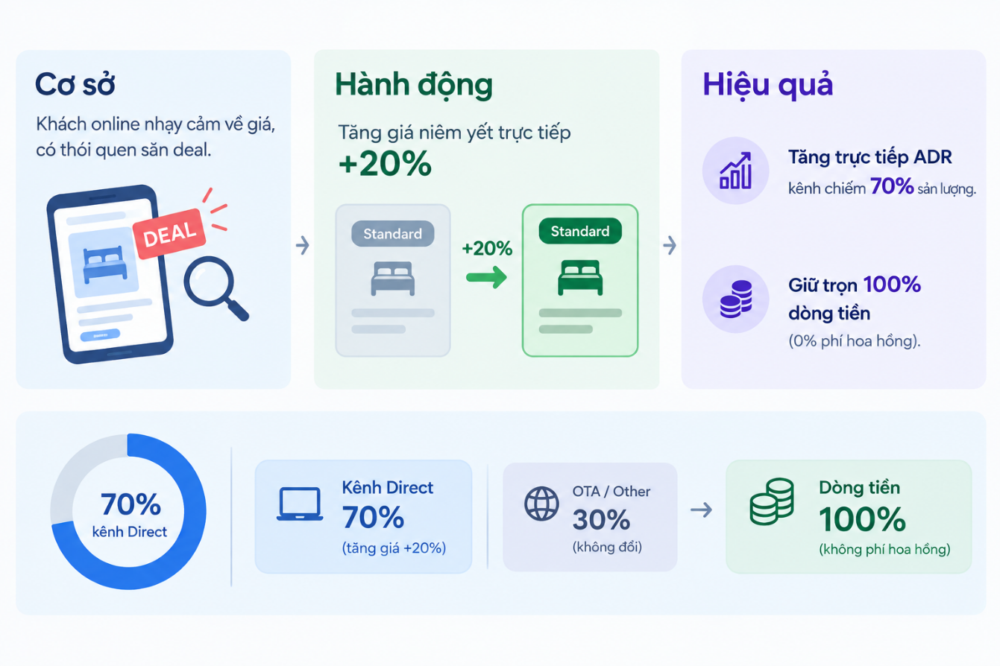 Cơ sở
Khách online nhạy cảm về giá,
có thói quen săn deal.
DEAL
Hành động
Tăng giá niêm yết trực tiếp
+20%
Standard
+20%
Standard
Hiệu quả
Tăng trực tiếp ADR
kênh chiếm 70% sản lượng.
Giữ trọn 100%
dòng tiền
(0% phí hoa hồng).
70%
kênh Direct
Kênh Direct
70%
(tăng giá +20%)
OTA / Other
30%
(không đổi)
Dòng tiền
100%
(không phí hoa hồng)